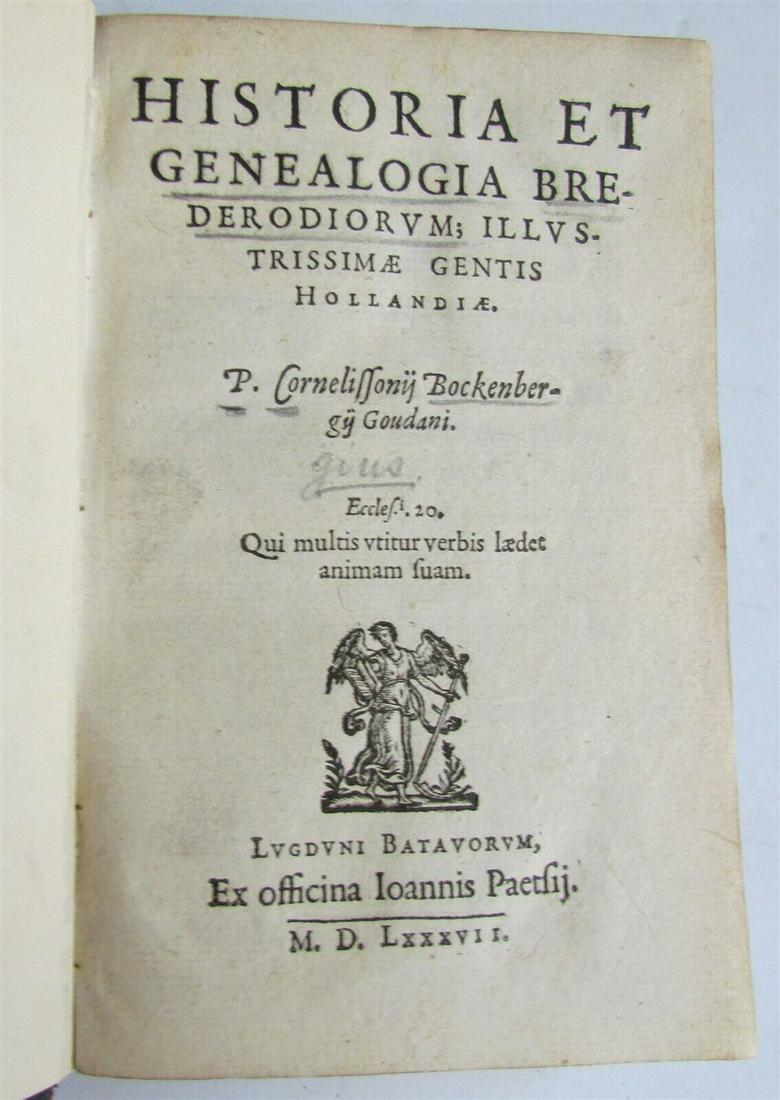 HISTORIA ET
GENEALOGIA BRE-
DERODIORVM; ILLVS-
TRISSIMÆ GENTIS
HOLLANDIÆ.
P. Cornelissonij Bockenber-
gij Goudani.
gius.
Eccles.i. 20.
Qui multis vtitur verbis lædet
animam suam.
LVGDVNI BATAVORVM,
Ex officina Ioannis Paetsij.
M. D. LXXXVII.